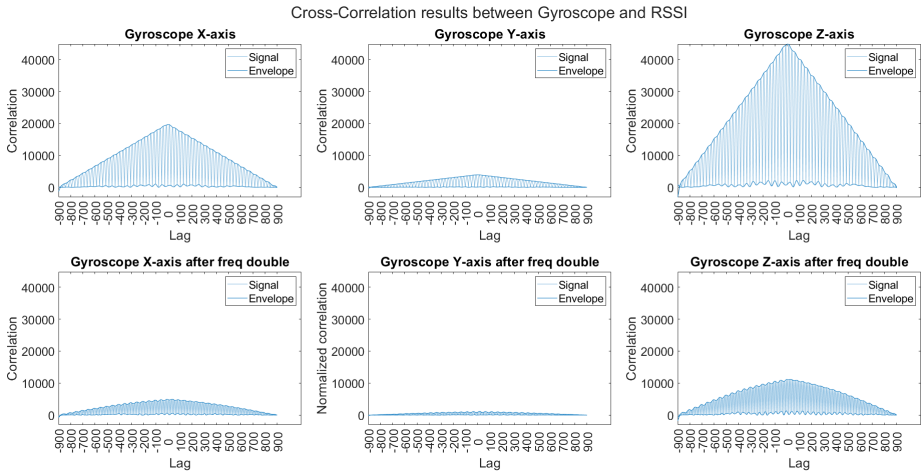 Cross-Correlation results between Gyroscope and RSSI
Gyroscope X-axis
Signal
Envelope
Correlation
40000
30000
20000
10000
0
-900 -800 -700 -600 -500 -400 -300 -200 -100 0 100 200 300 400 500 600 700 800 900
Lag
Gyroscope Y-axis
Signal
Envelope
Correlation
40000
30000
20000
10000
0
-900 -800 -700 -600 -500 -400 -300 -200 -100 0 100 200 300 400 500 600 700 800 900
Lag
Gyroscope Z-axis
Signal
Envelope
Correlation
40000
30000
20000
10000
0
-900 -800 -700 -600 -500 -400 -300 -200 -100 0 100 200 300 400 500 600 700 800 900
Lag
Gyroscope X-axis after freq double
Signal
Envelope
Correlation
40000
30000
20000
10000
0
-900 -800 -700 -600 -500 -400 -300 -200 -100 0 100 200 300 400 500 600 700 800 900
Lag
Gyroscope Y-axis after freq double
Signal
Envelope
Normalized correlation
40000
30000
20000
10000
0
-900 -800 -700 -600 -500 -400 -300 -200 -100 0 100 200 300 400 500 600 700 800 900
Lag
Gyroscope Z-axis after freq double
Signal
Envelope
Correlation
40000
30000
20000
10000
0
-900 -800 -700 -600 -500 -400 -300 -200 -100 0 100 200 300 400 500 600 700 800 900
Lag